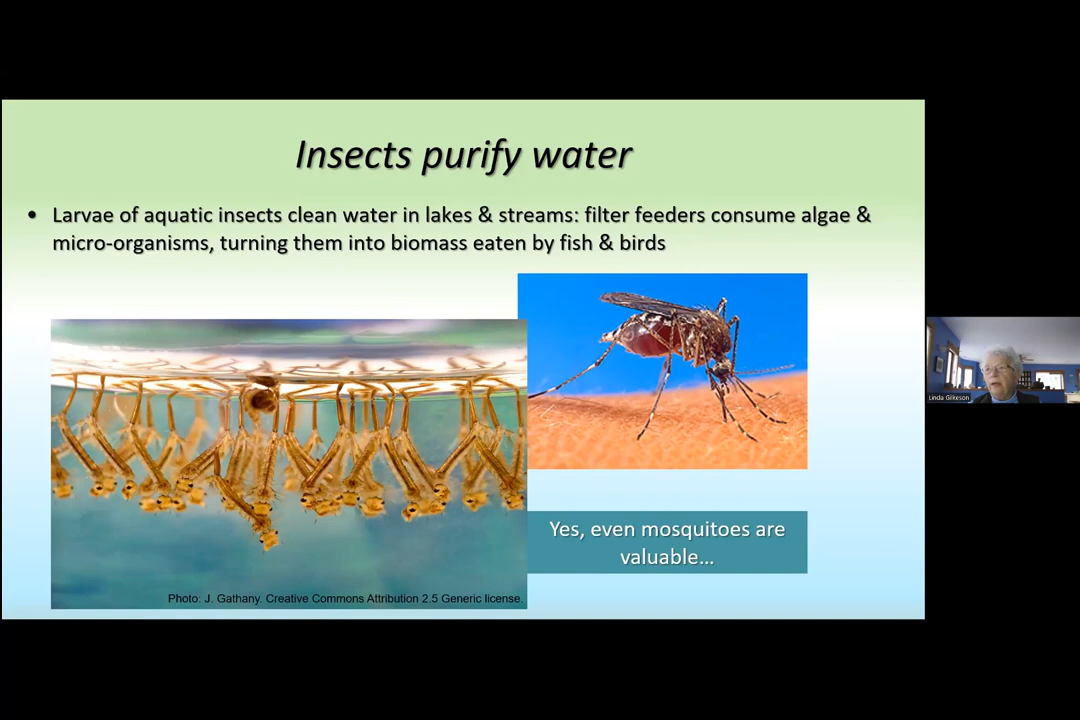 Insects purify water
• Larvae of aquatic insects clean water in lakes & streams: filter feeders consume algae &
micro-organisms, turning them into biomass eaten by fish & birds
Yes, even mosquitoes are
valuable...
Photo: J. Gathany. Creative Commons Attribution 2.5 Generic license.
Linda Gilkeson